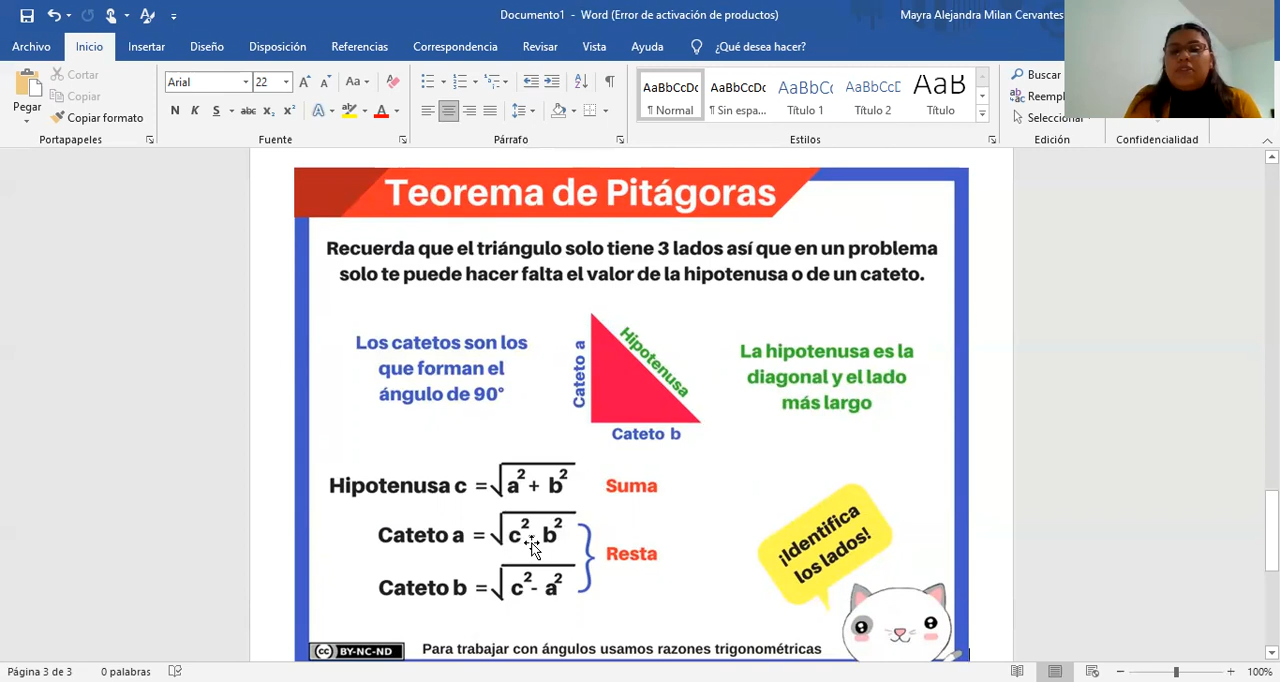 Documento1 - Word (Error de activación de productos)
Mayra Alejandra Milan Cervantes
Archivo Inicio Insertar Diseño Disposición Referencias Correspondencia Revisar Vista Ayuda ¿Qué desea hacer?
Pegar
Cortar
Copiar
Copiar formato
Portapapeles
Arial 22
Aa
N K S abc x₂ x²
Fuente
Párrafo
AaBbCcDc AaBbCcDc AaBbCc AaBbCcD AaB
¶ Normal ¶ Sin espa... Título 1 Título 2 Título
Estilos
Buscar
Reempl
Seleccionar
Edición
Confidencialidad
Teorema de Pitágoras
Recuerda que el triángulo solo tiene 3 lados así que en un problema
solo te puede hacer falta el valor de la hipotenusa o de un cateto.
Los catetos son los
que forman el
ángulo de 90°
Cateto a
Hipotenusa
Cateto b
La hipotenusa es la
diagonal y el lado
más largo
Hipotenusa c = √a² + b² Suma
Cateto a = √c² - b²
Resta
Cateto b = √c² - a²
¡Identifica
los lados!
cc BY-NC-ND
Para trabajar con ángulos usamos razones trigonométricas
Página 3 de 3 0 palabras
100%